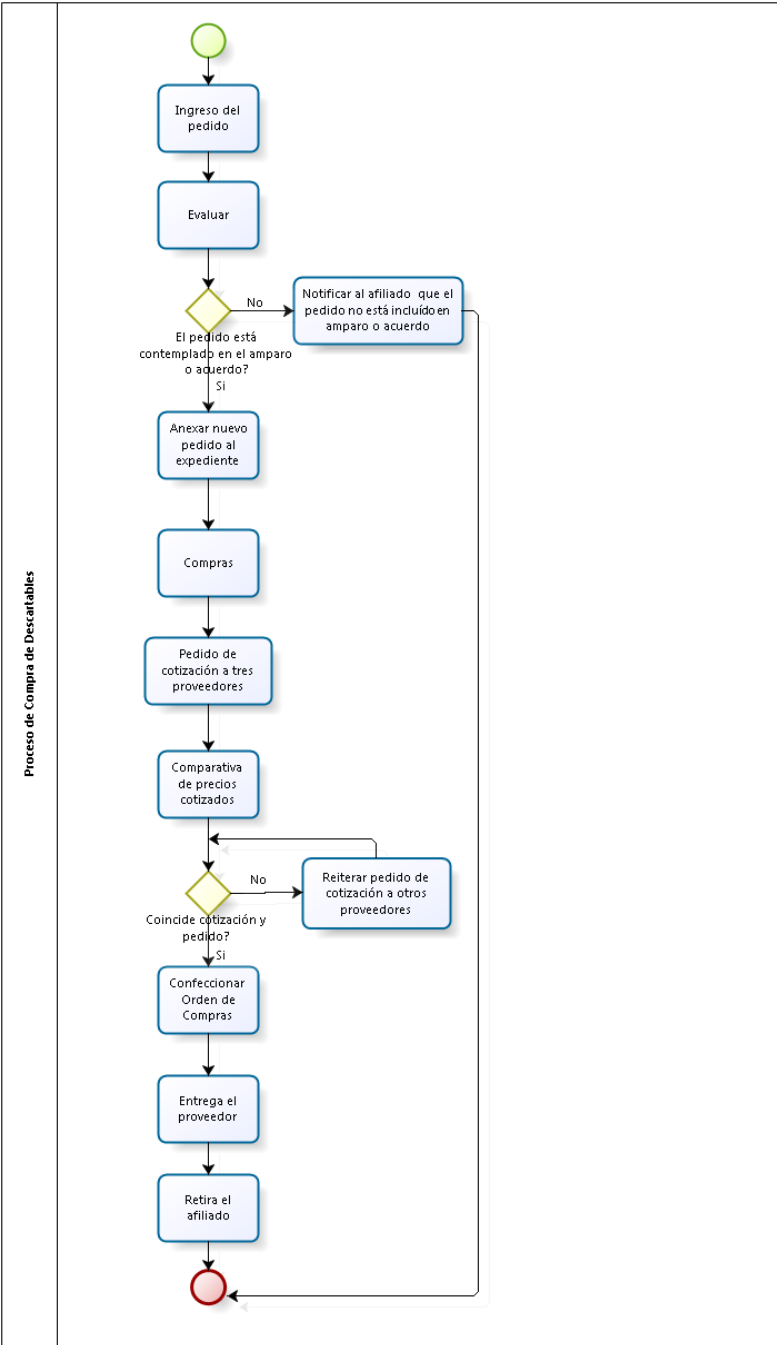 Proceso de Compra de Descartables
Ingreso del
pedido
Evaluar
No
Notificar al afiliado que el
pedido no está incluído en
amparo o acuerdo
El pedido está
contemplado en el amparo
o acuerdo?
Si
Anexar nuevo
pedido al
expediente
Compras
Pedido de
cotización a tres
proveedores
Comparativa
de precios
cotizados
No
Reiterar pedido de
cotización a otros
proveedores
Coincide cotización y
pedido?
Si
Confeccionar
Orden de
Compras
Entrega el
proveedor
Retira el
afiliado